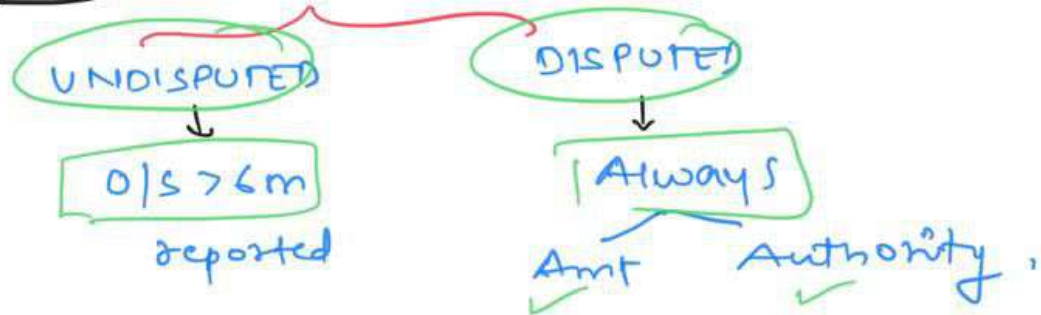 UNDISPUTED DISPUTED
O/S > 6m Always
reported Amt Authority.